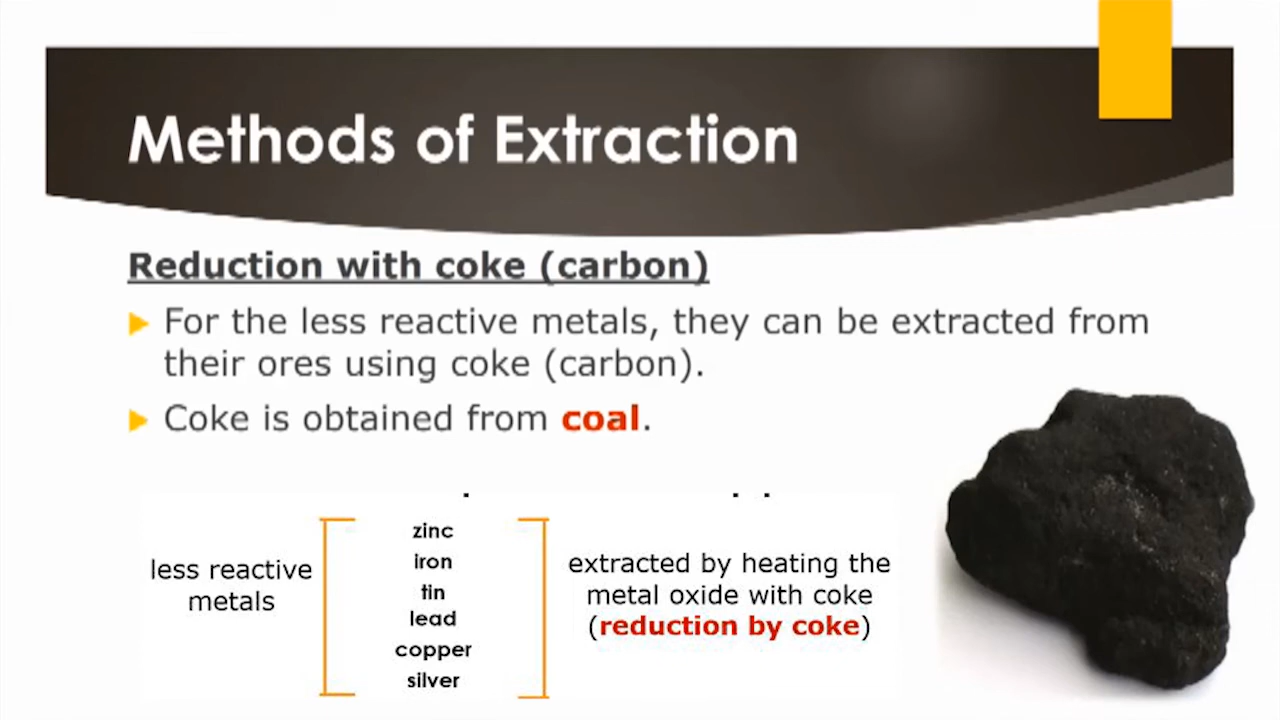 Methods of Extraction
Reduction with coke (carbon)
For the less reactive metals, they can be extracted from
their ores using coke (carbon).
Coke is obtained from coal.
less reactive
metals
zinc
iron
tin
lead
copper
silver
extracted by heating the
metal oxide with coke
(reduction by coke)